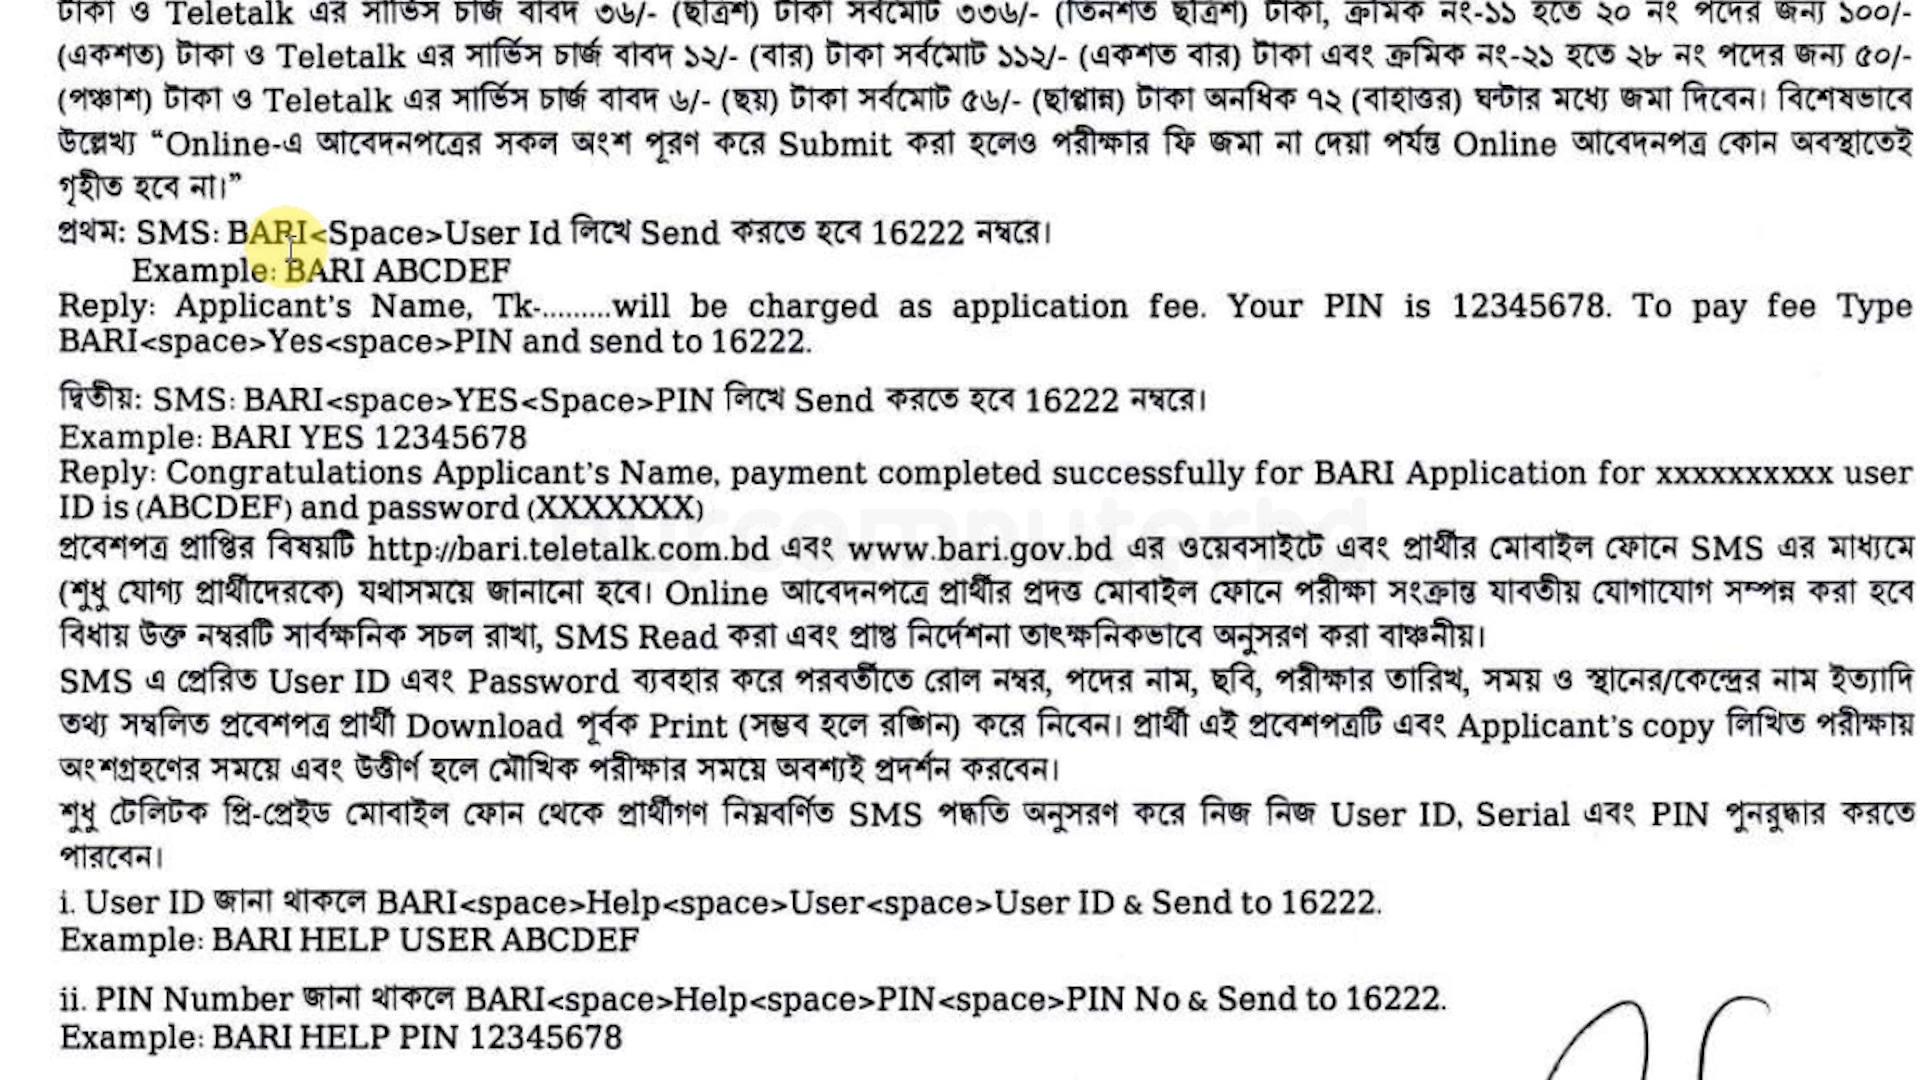 টাকা ও Teletalk এর সার্ভিস চার্জ বাবদ ৩৬/- (ছত্রিশ) টাকা সর্বমোট ৩৩৬/- (তিনশত ছত্রিশ) টাকা, ক্রমিক নং-১১ হতে ২০ নং পদের জন্য ১০০/-
(একশত) টাকা ও Teletalk এর সার্ভিস চার্জ বাবদ ১২/- (বার) টাকা সর্বমোট ১১২/- (একশত বার) টাকা এবং ক্রমিক নং-২১ হতে ২৮ নং পদের জন্য ৫০/-
(পঞ্চাশ) টাকা ও Teletalk এর সার্ভিস চার্জ বাবদ ৬/- (ছয়) টাকা সর্বমোট ৫৬/- (ছাপ্পান্ন) টাকা অনধিক ৭২ (বাহাত্তর) ঘন্টার মধ্যে জমা দিবেন। বিশেষভাবে
উল্লেখ্য “Online-এ আবেদনপত্রের সকল অংশ পূরণ করে Submit করা হলেও পরীক্ষার ফি জমা না দেয়া পর্যন্ত Online আবেদনপত্র কোন অবস্থাতেই
গৃহীত হবে না।”
প্রথম: SMS: BARI<Space>User Id লিখে Send করতে হবে 16222 নম্বরে।
Example: BARI ABCDEF
Reply: Applicant's Name, Tk-.........will be charged as application fee. Your PIN is 12345678. To pay fee Type
BARI<space>Yes<space>PIN and send to 16222.
দ্বিতীয়: SMS: BARI<space>YES<Space>PIN লিখে Send করতে হবে 16222 নম্বরে।
Example: BARI YES 12345678
Reply: Congratulations Applicant's Name, payment completed successfully for BARI Application for xxxxxxxxxx user
ID is (ABCDEF) and password (XXXXXXX)
প্রবেশপত্র প্রাপ্তির বিষয়টি http://bari.teletalk.com.bd এবং www.bari.gov.bd এর ওয়েবসাইটে এবং প্রার্থীর মোবাইল ফোনে SMS এর মাধ্যমে
(শুধু যোগ্য প্রার্থীদেরকে) যথাসময়ে জানানো হবে। Online আবেদনপত্রে প্রার্থীর প্রদত্ত মোবাইল ফোনে পরীক্ষা সংক্রান্ত যাবতীয় যোগাযোগ সম্পন্ন করা হবে
বিধায় উক্ত নম্বরটি সার্বক্ষনিক সচল রাখা, SMS Read করা এবং প্রাপ্ত নির্দেশনা তাৎক্ষনিকভাবে অনুসরণ করা বাঞ্চনীয়।
SMS এ প্রেরিত User ID এবং Password ব্যবহার করে পরবর্তীতে রোল নম্বর, পদের নাম, ছবি, পরীক্ষার তারিখ, সময় ও স্থানের/কেন্দ্রের নাম ইত্যাদি
তথ্য সম্বলিত প্রবেশপত্র প্রার্থী Download পূর্বক Print (সম্ভব হলে রঙ্গিন) করে নিবেন। প্রার্থী এই প্রবেশপত্রটি এবং Applicant's copy লিখিত পরীক্ষায়
অংশগ্রহণের সময়ে এবং উত্তীর্ণ হলে মৌখিক পরীক্ষার সময়ে অবশ্যই প্রদর্শন করবেন।
শুধু টেলিটক প্রি-প্রেইড মোবাইল ফোন থেকে প্রার্থীগণ নিম্নবর্ণিত SMS পদ্ধতি অনুসরণ করে নিজ নিজ User ID, Serial এবং PIN পুনরুদ্ধার করতে
পারবেন।
i. User ID জানা থাকলে BARI<space>Help<space>User<space>User ID & Send to 16222.
Example: BARI HELP USER ABCDEF
ii. PIN Number জানা থাকলে BARI<space>Help<space>PIN<space>PIN No & Send to 16222.
Example: BARI HELP PIN 12345678